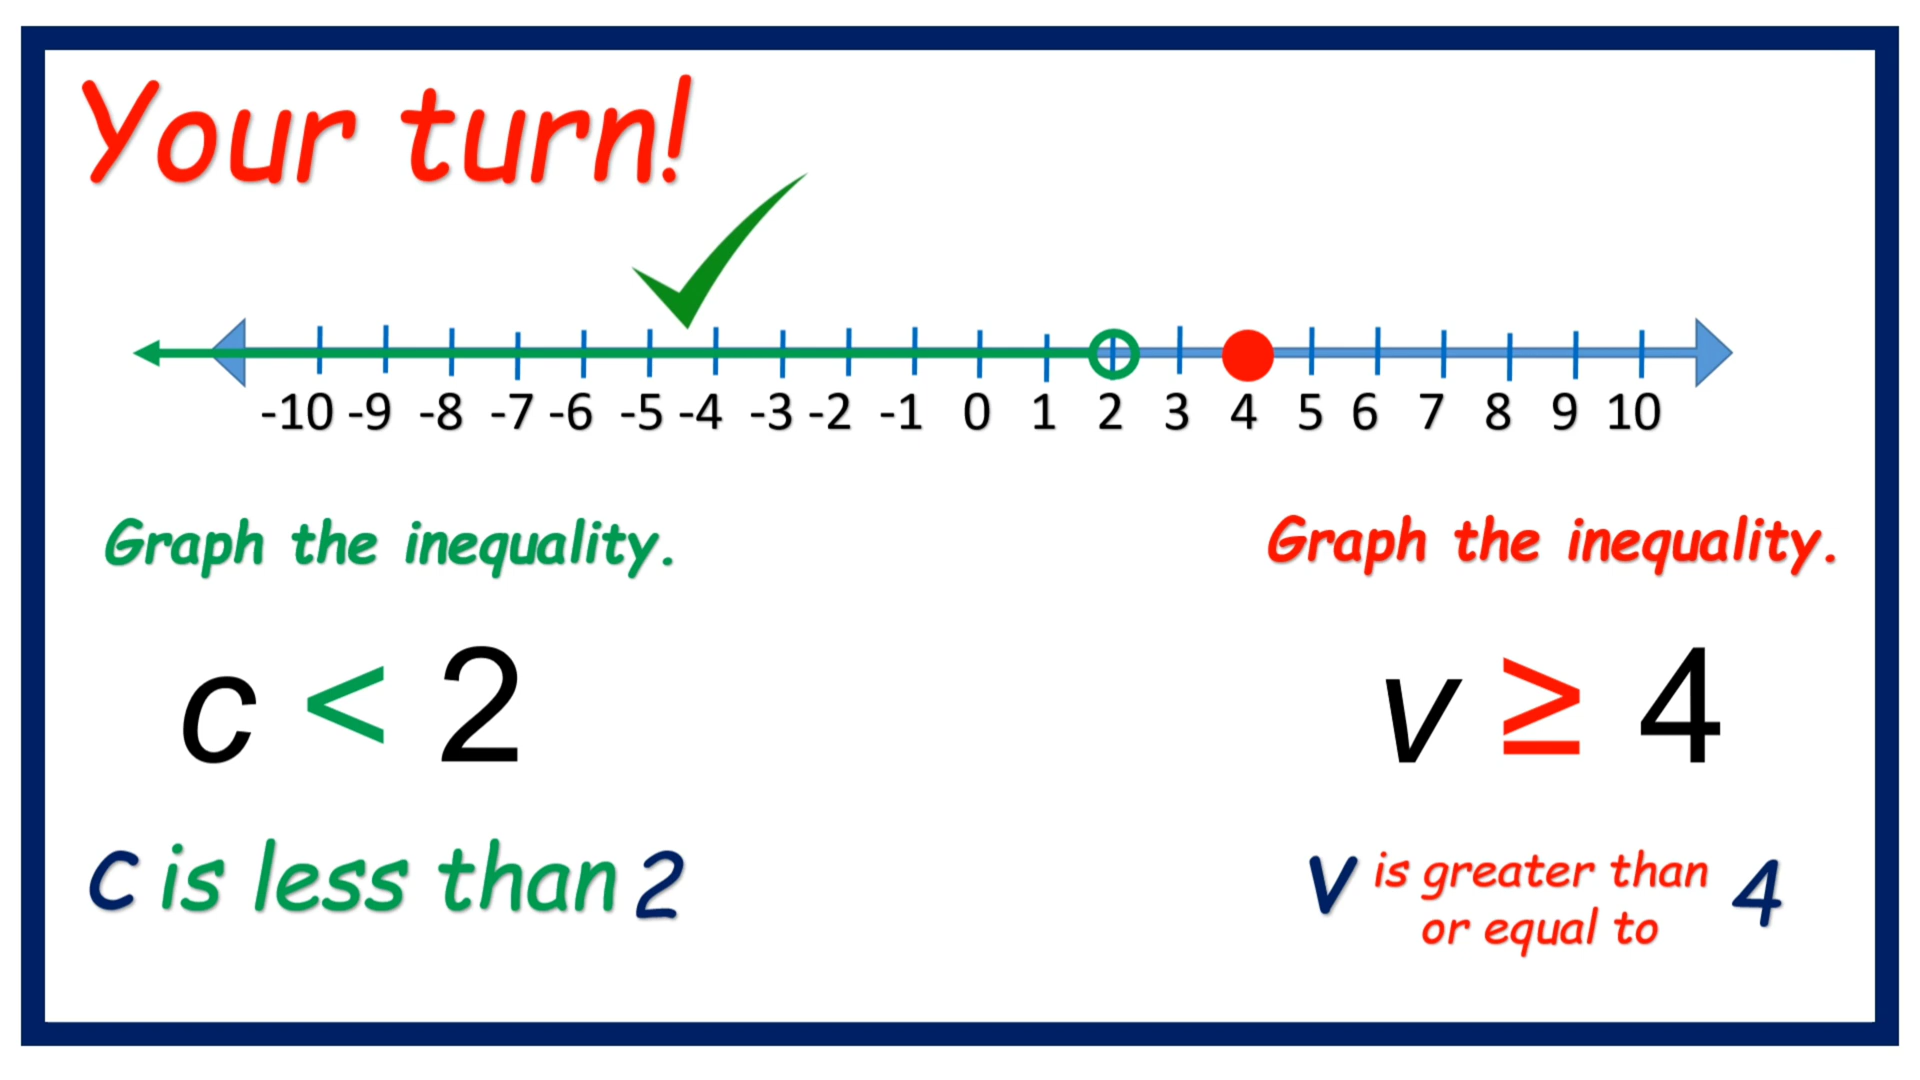 Your turn!
-10 -9 -8 -7 -6 -5 -4 -3 -2 -1 0 1 2 3 4 5 6 7 8 9 10
Graph the inequality.
c < 2
c is less than 2
Graph the inequality.
v ≥ 4
v is greater than or equal to 4